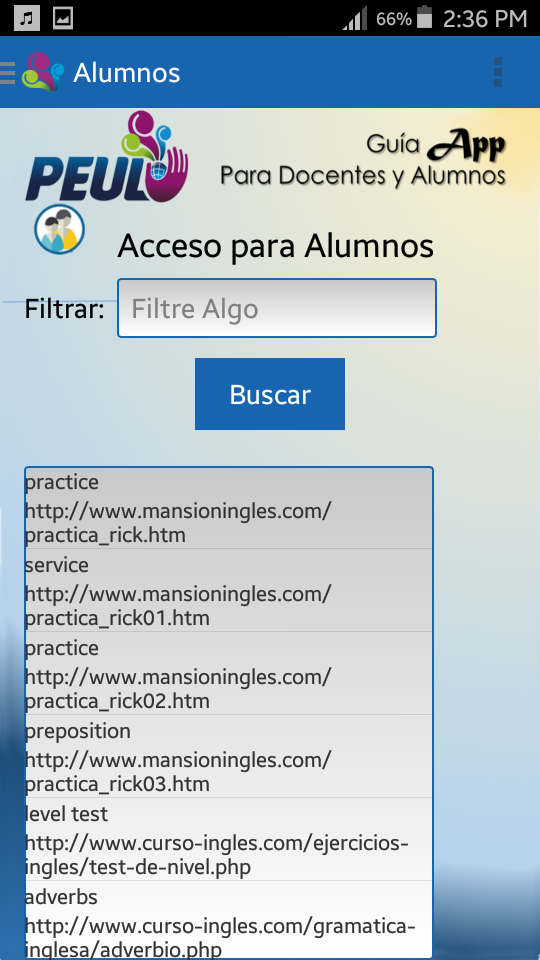 66% 2:36 PM
Alumnos
PEULO
Guía App
Para Docentes y Alumnos
Acceso para Alumnos
Filtrar: Filtre Algo
Buscar
practice
http://www.mansioningles.com/
practica_rick.htm
service
http://www.mansioningles.com/
practica_rick01.htm
practice
http://www.mansioningles.com/
practica_rick02.htm
preposition
http://www.mansioningles.com/
practica_rick03.htm
level test
http://www.curso-ingles.com/ejercicios-
ingles/test-de-nivel.php
adverbs
http://www.curso-ingles.com/gramatica-
inglesa/adverbio.php